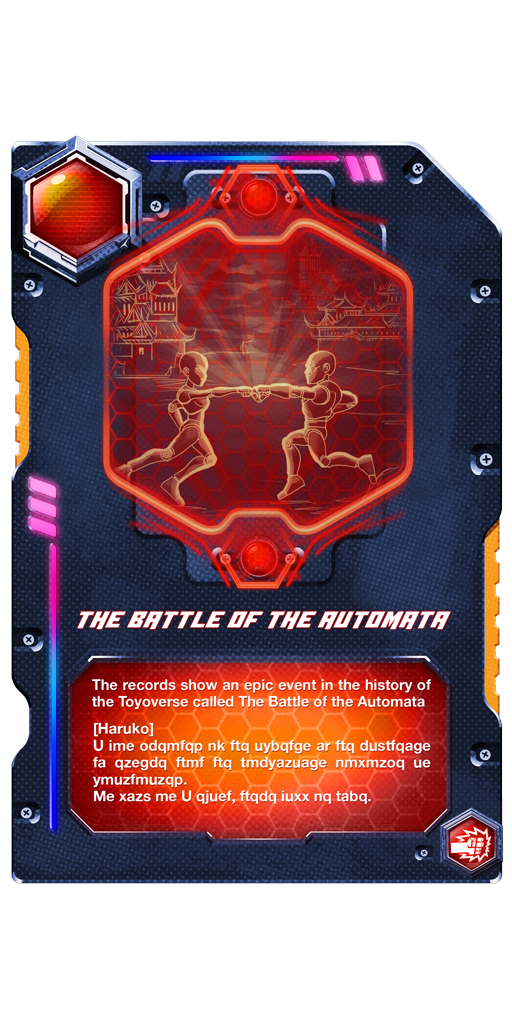 THE BATTLE OF THE AUTOMATA
The records show an epic event in the history of
the Toyoverse called The Battle of the Automata
[Haruko]
U ime odqmfqp nk ftq uybqfge ar ftq dustfqage
fa qzegdq ftmf ftq tmdyazuage nmxmzoq ue
ymuzfmuzqp.
Me xazs me U qjuef, ftqdq iuxx nq tabq.